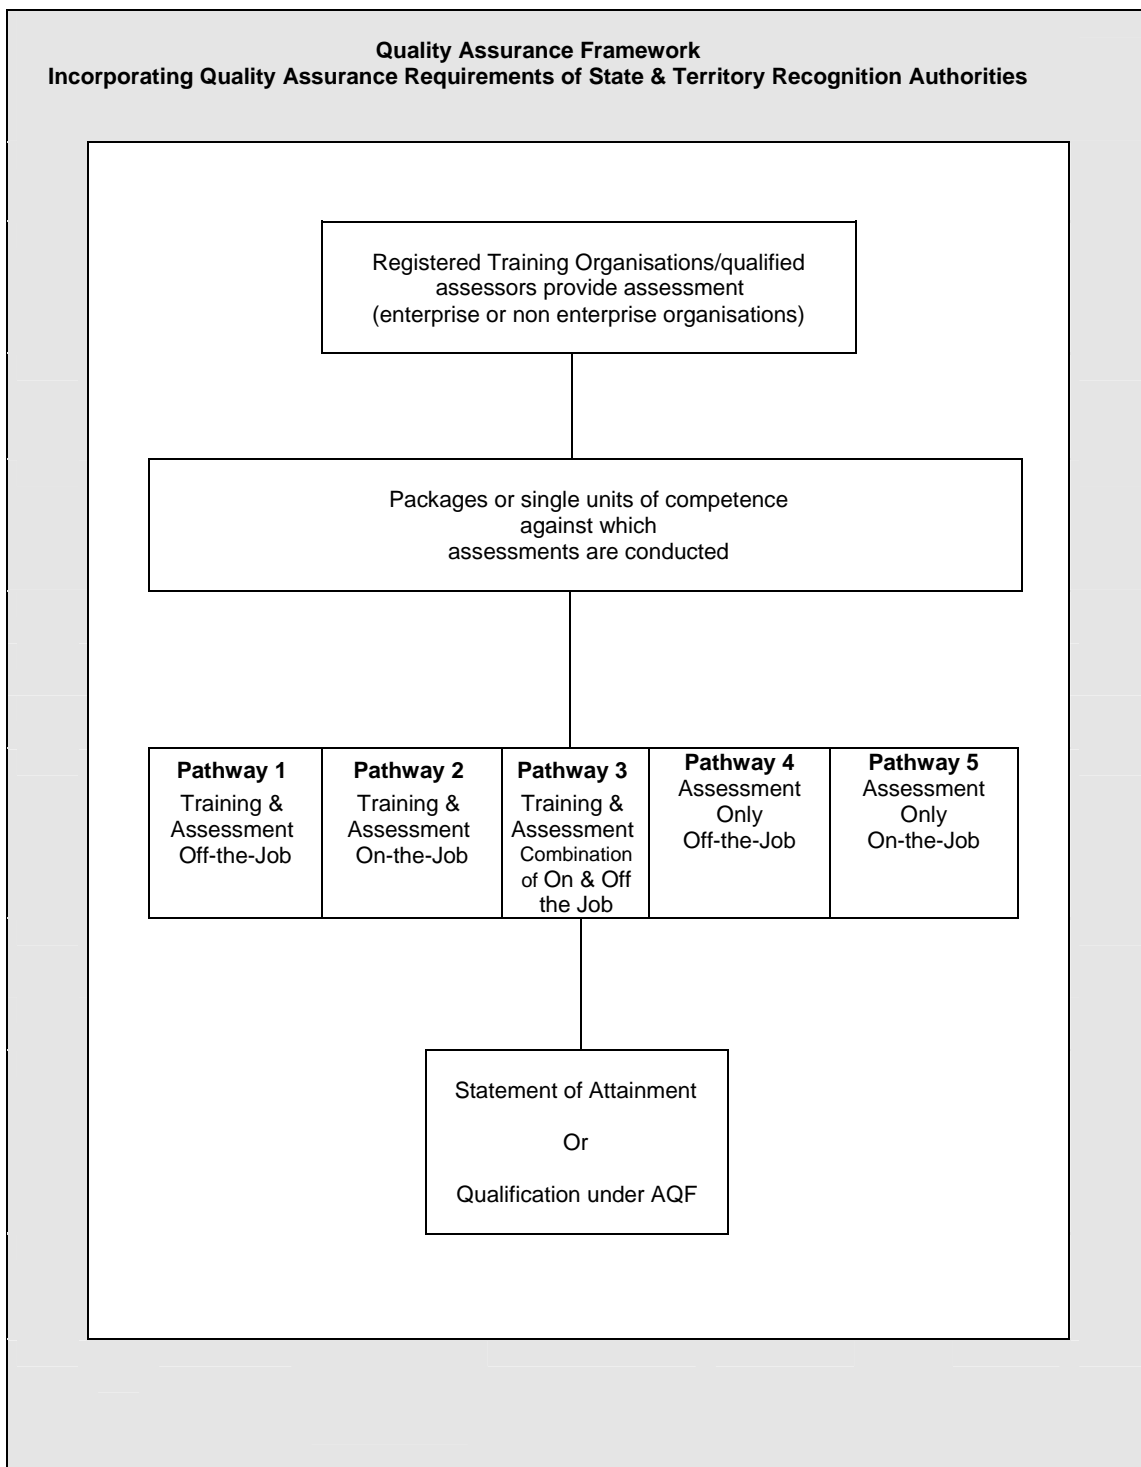 Quality Assurance Framework
Incorporating Quality Assurance Requirements of State & Territory Recognition Authorities
Registered Training Organisations/qualified
assessors provide assessment
(enterprise or non enterprise organisations)
Packages or single units of competence
against which
assessments are conducted
Pathway 1
Training &
Assessment
Off-the-Job
Pathway 2
Training &
Assessment
On-the-Job
Pathway 3
Training &
Assessment
Combination
of On & Off
the Job
Pathway 4
Assessment
Only
Off-the-Job
Pathway 5
Assessment
Only
On-the-Job
Statement of Attainment
Or
Qualification under AQF